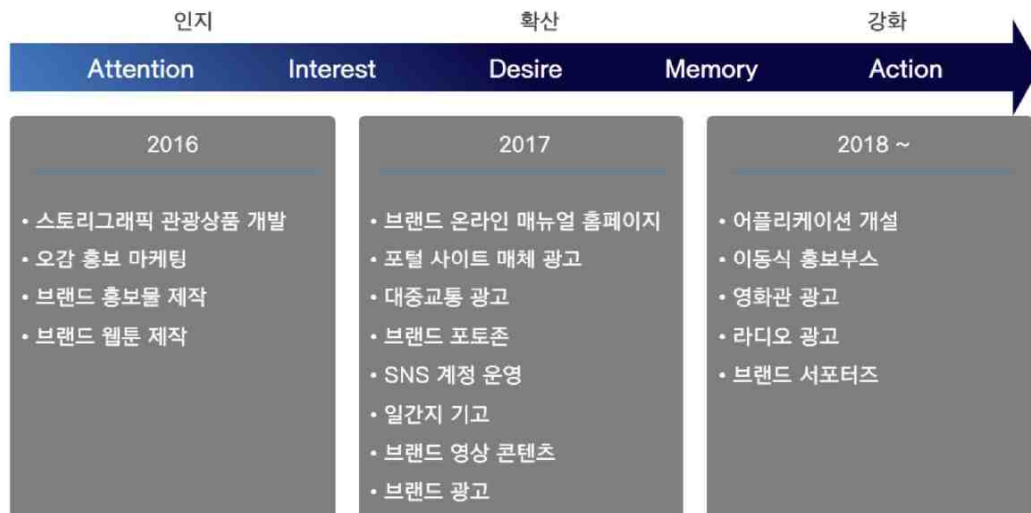 인지 확산 강화
Attention Interest Desire Memory Action
2016
• 스토리그래픽 관광상품 개발
• 오감 홍보 마케팅
• 브랜드 홍보물 제작
• 브랜드 웹툰 제작
2017
• 브랜드 온라인 매뉴얼 홈페이지
• 포털 사이트 매체 광고
• 대중교통 광고
• 브랜드 포토존
• SNS 계정 운영
• 일간지 기고
• 브랜드 영상 콘텐츠
• 브랜드 광고
2018 ~
• 어플리케이션 개설
• 이동식 홍보부스
• 영화관 광고
• 라디오 광고
• 브랜드 서포터즈